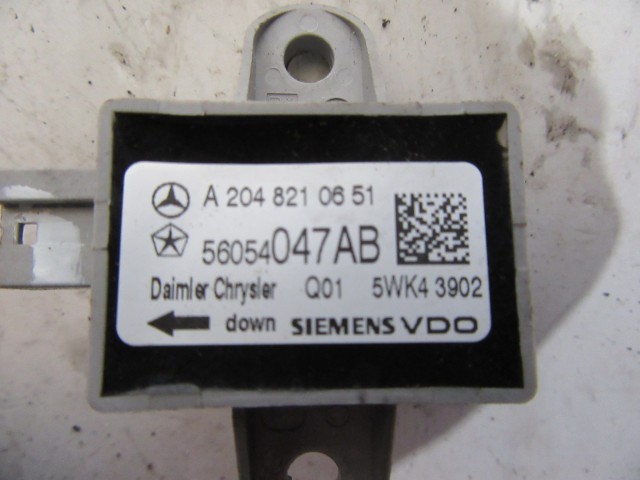 A 204 821 06 51
56054047AB
Daimler Chrysler Q01 5WK4 3902
down SIEMENS VDO